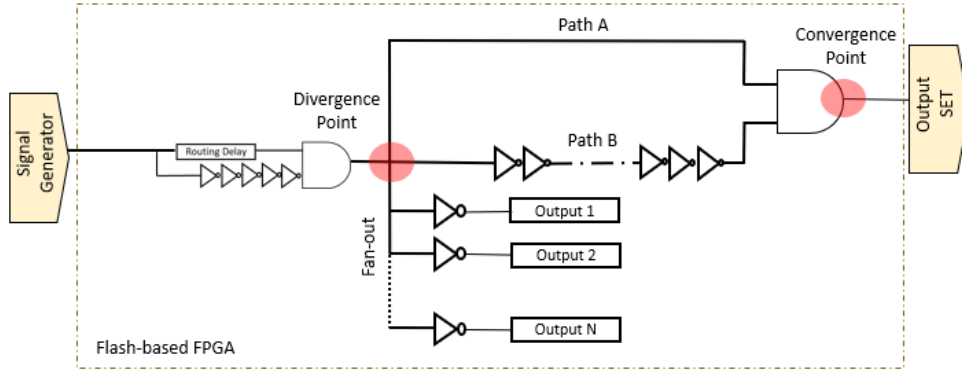 Path A
Convergence
Point
Signal
Generator
Divergence
Point
Routing Delay
Path B
Output
SET
Fan-out
Output 1
Output 2
Output N
Flash-based FPGA